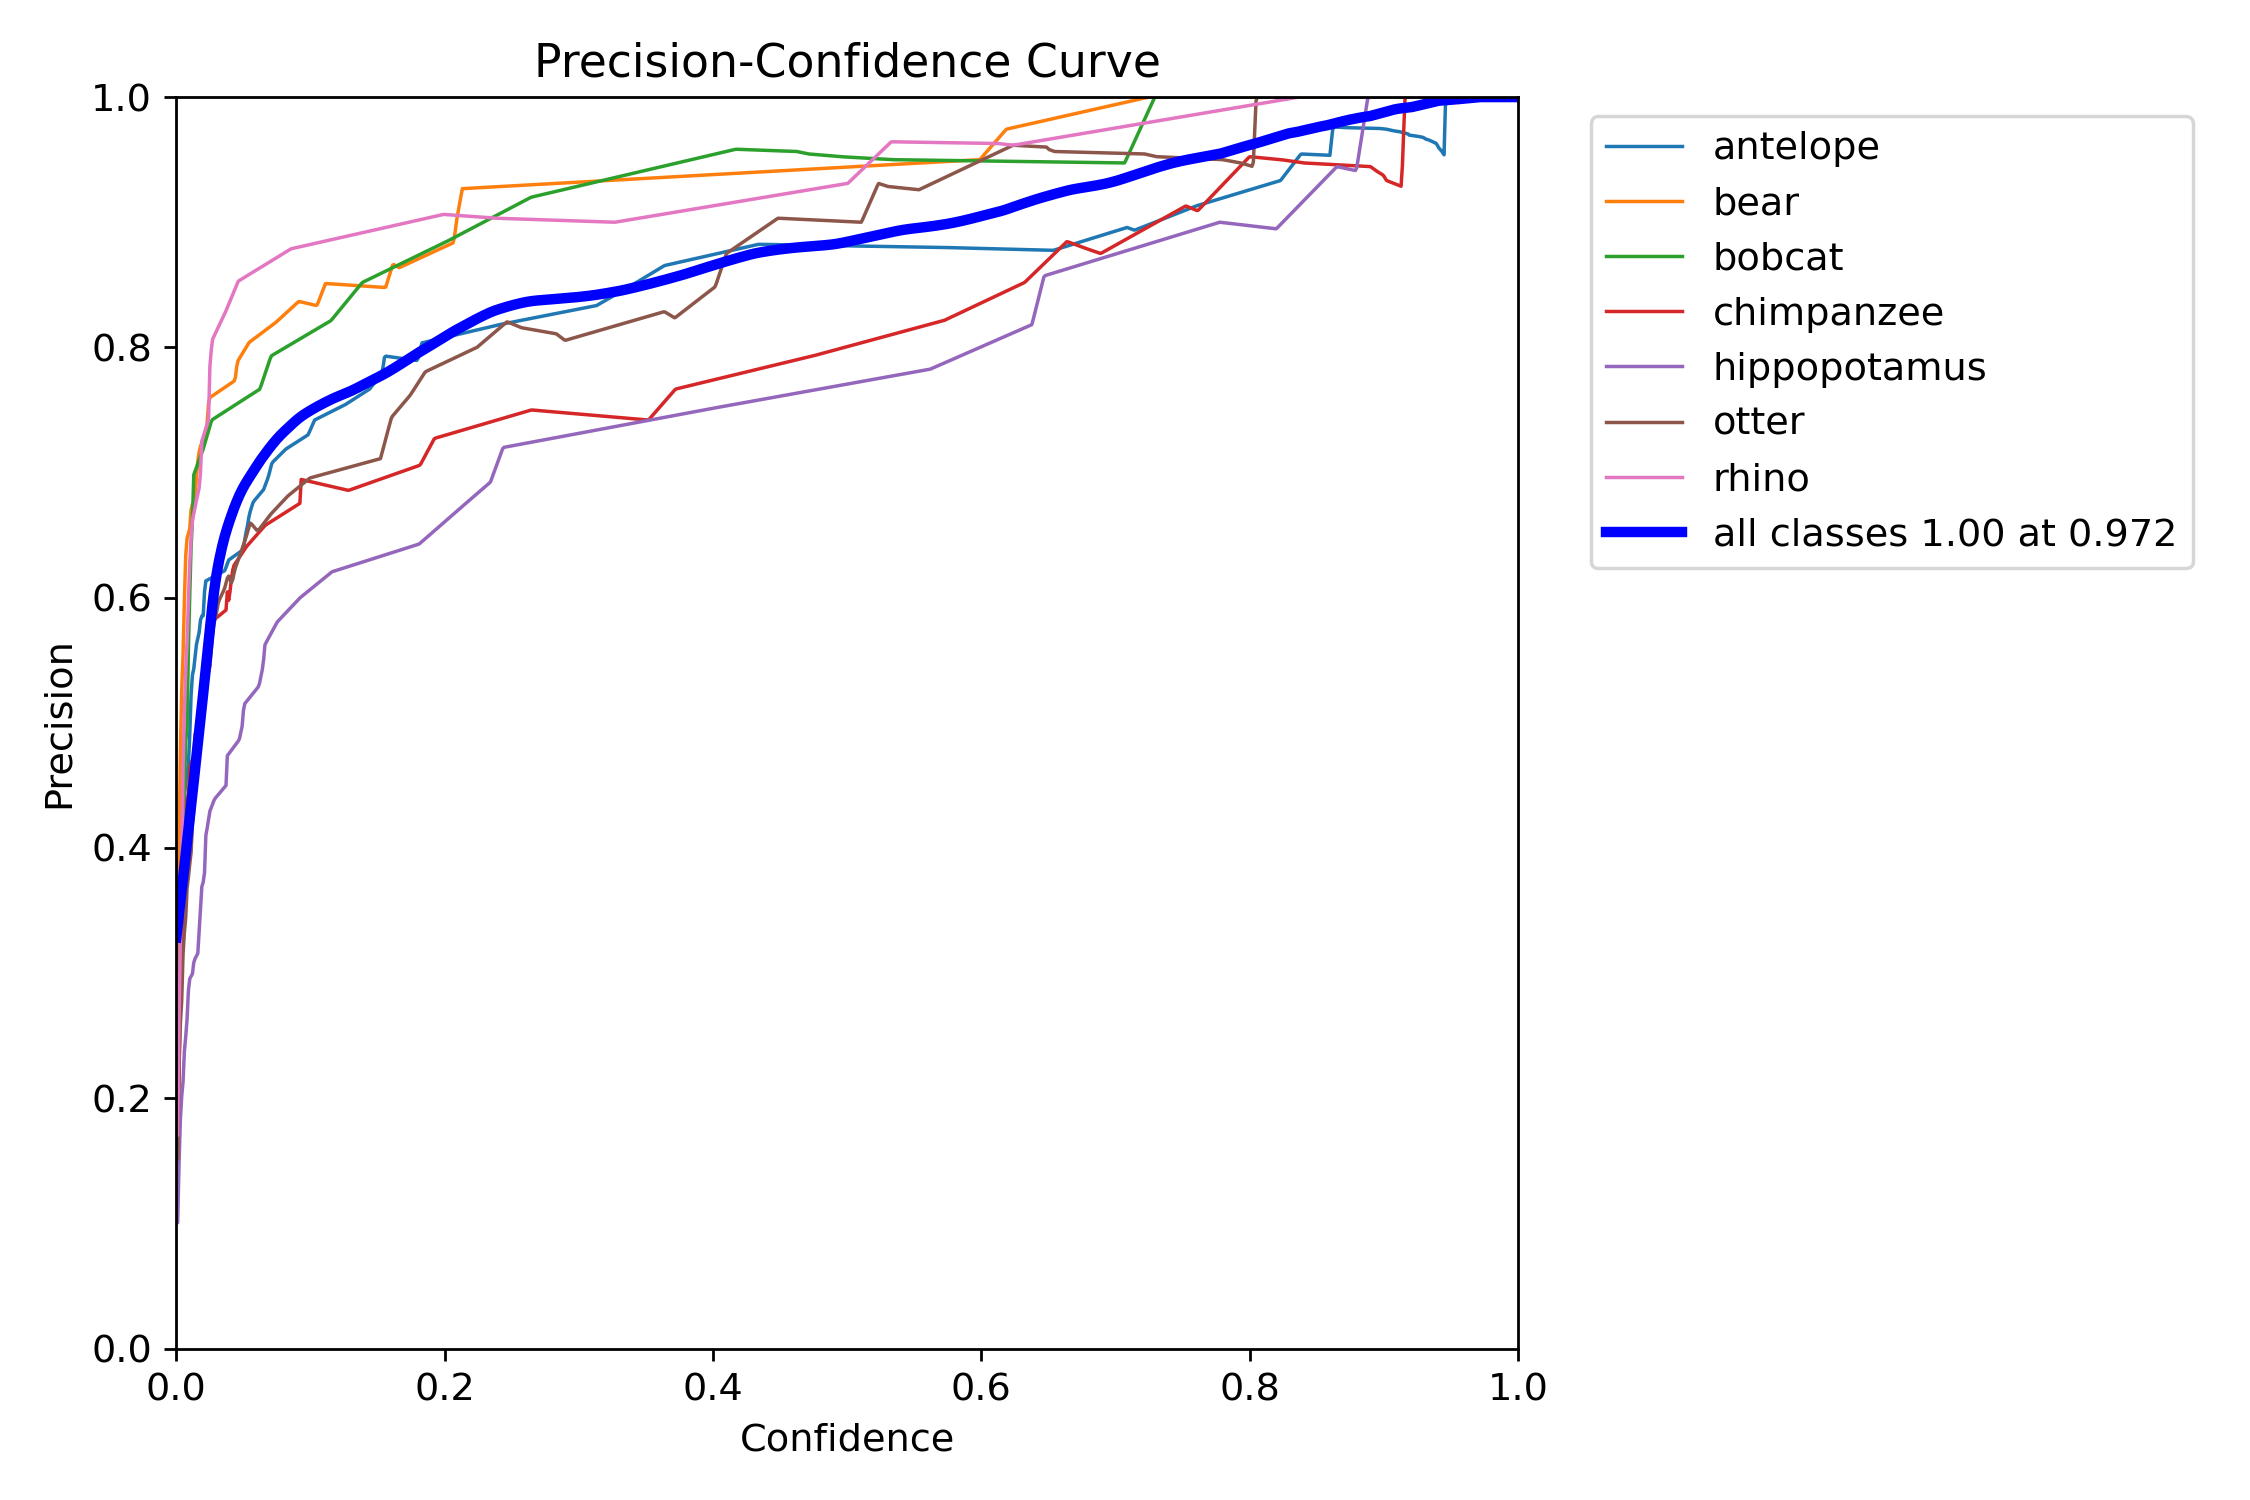 Precision-Confidence Curve
1.0
0.8
0.6
0.4
0.2
0.0
Precision
0.0 0.2 0.4 0.6 0.8 1.0
Confidence
antelope
bear
bobcat
chimpanzee
hippopotamus
otter
rhino
all classes 1.00 at 0.972